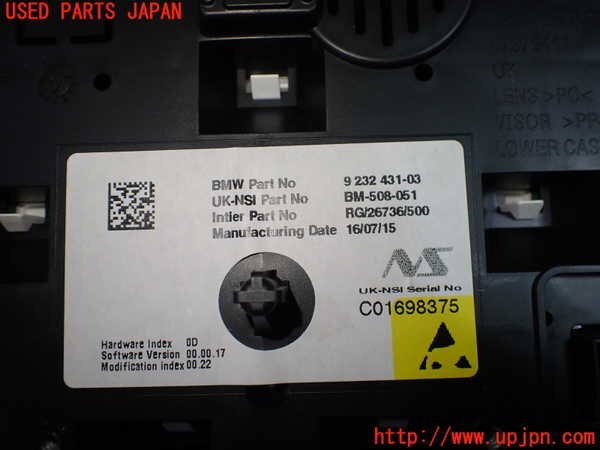 USED PARTS JAPAN
UK
LENS >PC<
VISOR >PP
LOWER CAS
BMW Part No 9 232 431-03
UK-NSI Part No BM-508-051
Intier Part No RG/26736/500
Manufacturing Date 16/07/15
NS
UK-NSI Serial No
C01698375
Hardware Index 0D
Software Version 00.00.17
Modification index 00.22
http://www.upjpn.com/